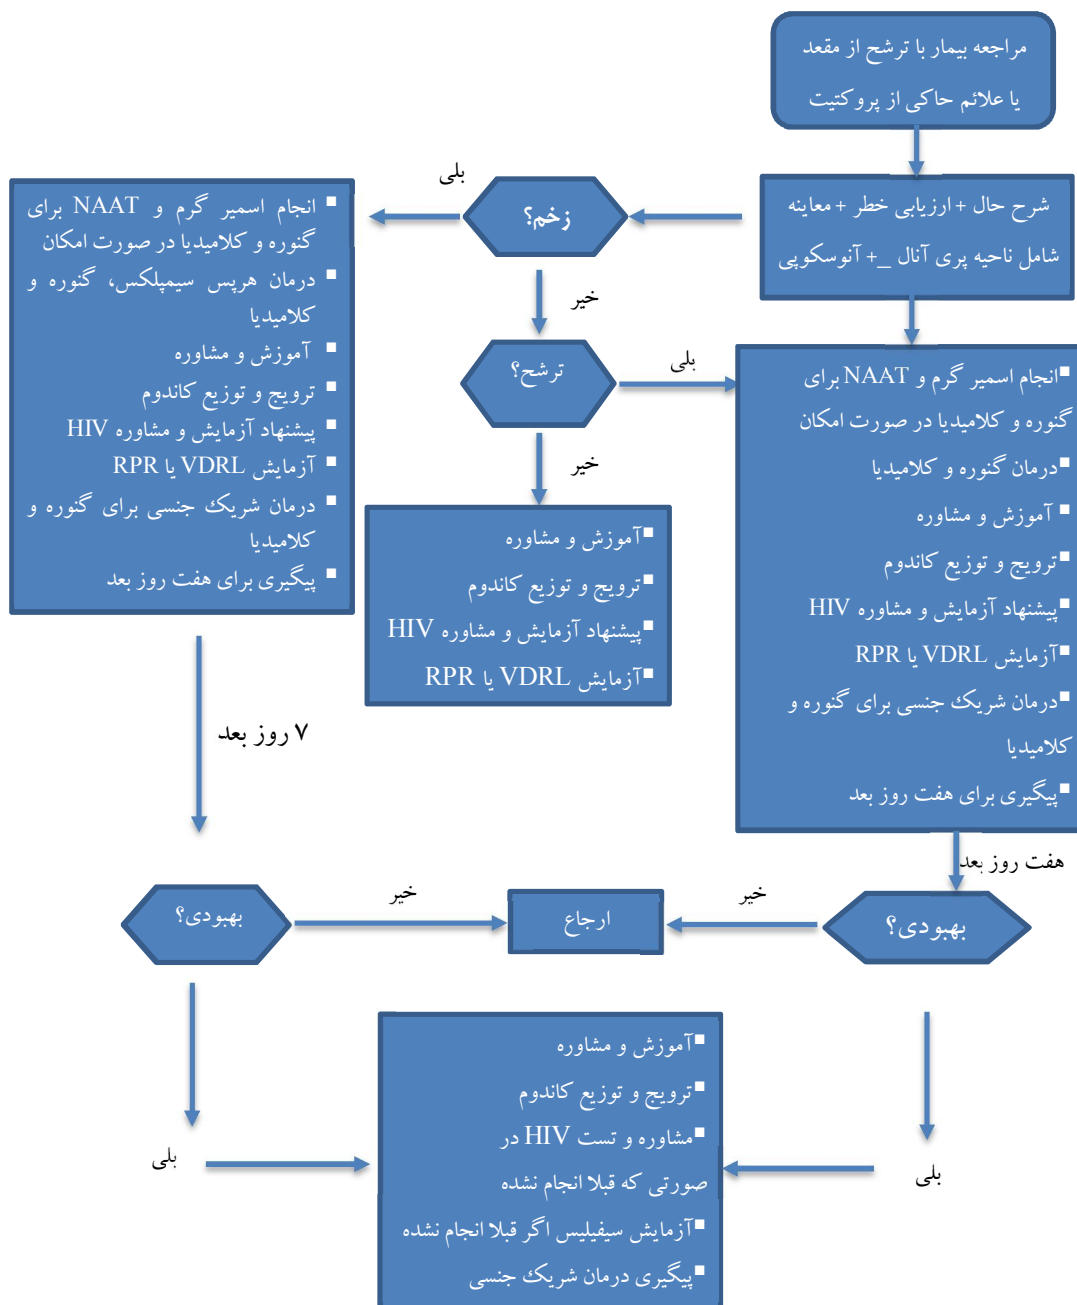 مراجعه بیمار با ترشح از مقعد
یا علائم حاکی از پروکتیت
شرح حال + ارزیابی خطر + معاینه
شامل ناحیه پری آنال _+ آنوسکوپی
زخم؟
بلی
▪ انجام اسمیر گرم و NAAT برای
گنوره و کلامیدیا در صورت امکان
▪ درمان هرپس سیمپلکس، گنوره و
کلامیدیا
▪ آموزش و مشاوره
▪ ترویج و توزیع کاندوم
▪ پیشنهاد آزمایش و مشاوره HIV
▪ آزمایش VDRL یا RPR
▪ درمان شریک جنسی برای گنوره و
کلامیدیا
▪ پیگیری برای هفت روز بعد
خیر
ترشح؟
بلی
▪انجام اسمیر گرم و NAAT برای
گنوره و کلامیدیا در صورت امکان
▪درمان گنوره و کلامیدیا
▪آموزش و مشاوره
▪ترویج و توزیع کاندوم
▪پیشنهاد آزمایش و مشاوره HIV
▪آزمایش VDRL یا RPR
▪درمان شریک جنسی برای گنوره و
کلامیدیا
▪پیگیری برای هفت روز بعد
خیر
▪آموزش و مشاوره
▪ترویج و توزیع کاندوم
▪پیشنهاد آزمایش و مشاوره HIV
▪آزمایش VDRL یا RPR
۷ روز بعد
هفت روز بعد
بهبودی؟
خیر
ارجاع
خیر
بهبودی؟
▪آموزش و مشاوره
▪ترویج و توزیع کاندوم
▪مشاوره و تست HIV در
صورتی که قبلا انجام نشده
▪آزمایش سیفیلیس اگر قبلا انجام نشده
▪پیگیری درمان شریک جنسی
بلی
بلی